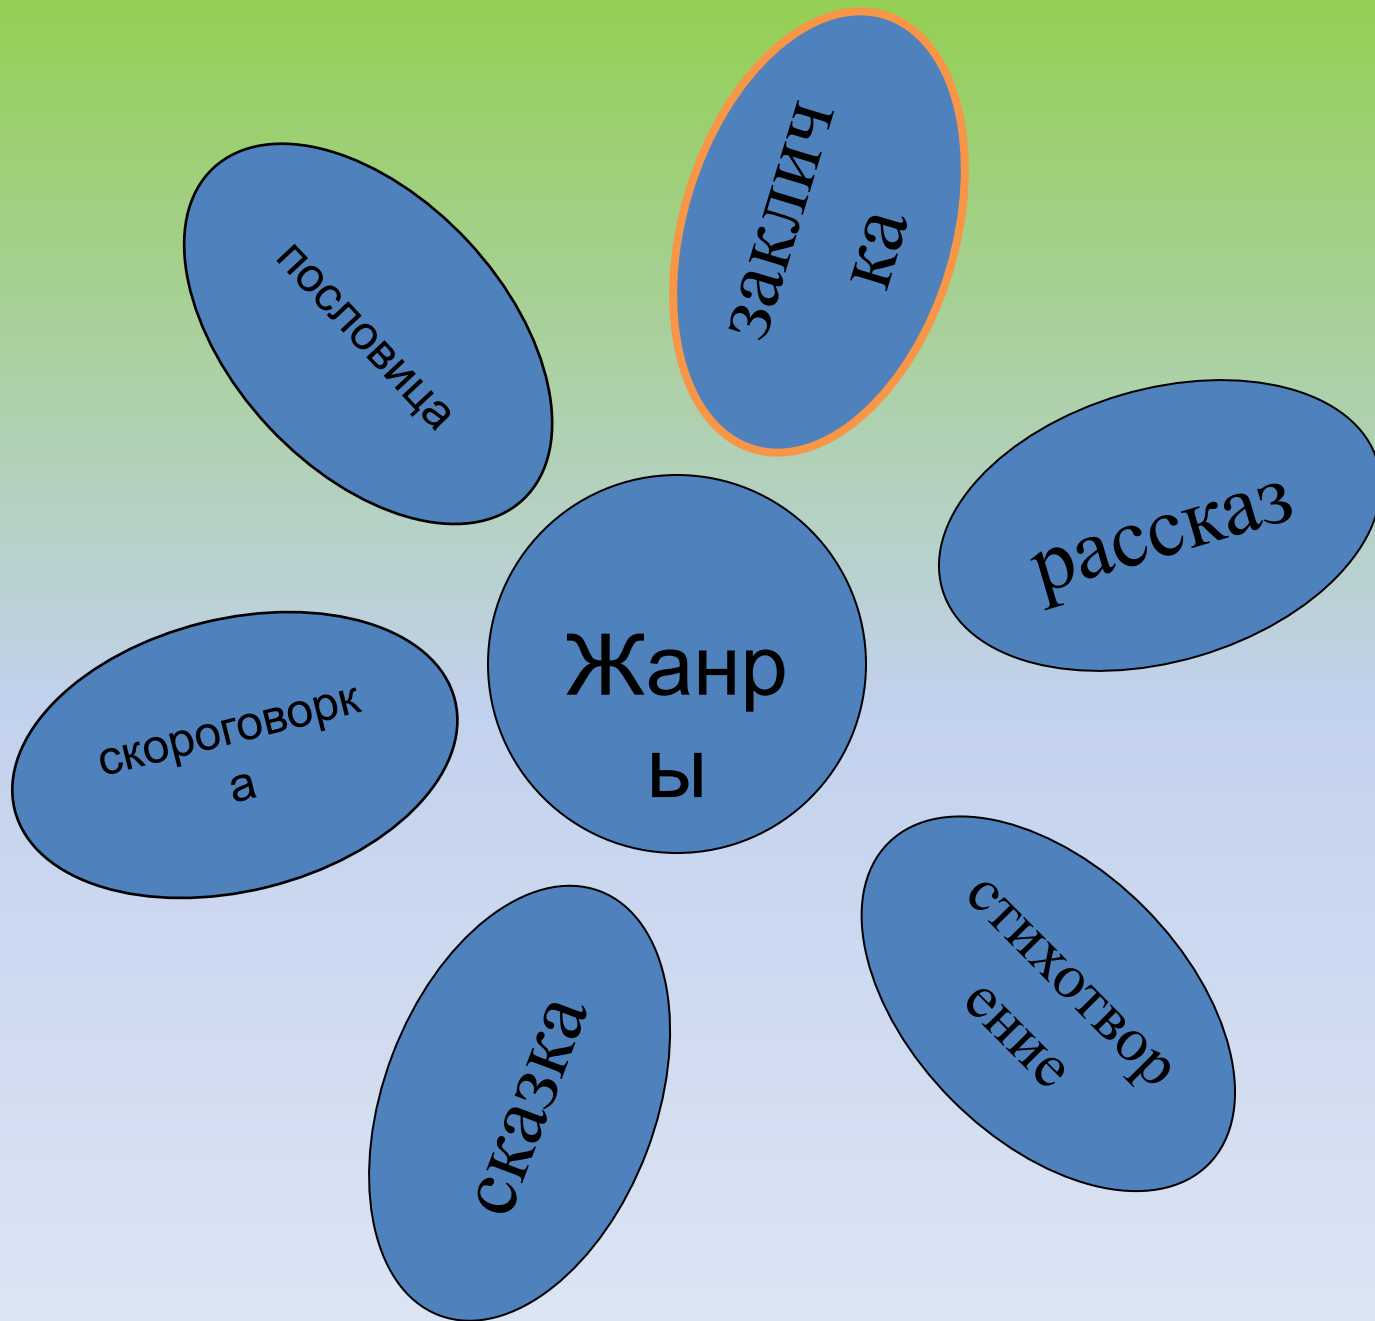 заклич
ка
пословица
рассказ
Жанр
ы
скороговорк
а
стихотвор
ение
сказка